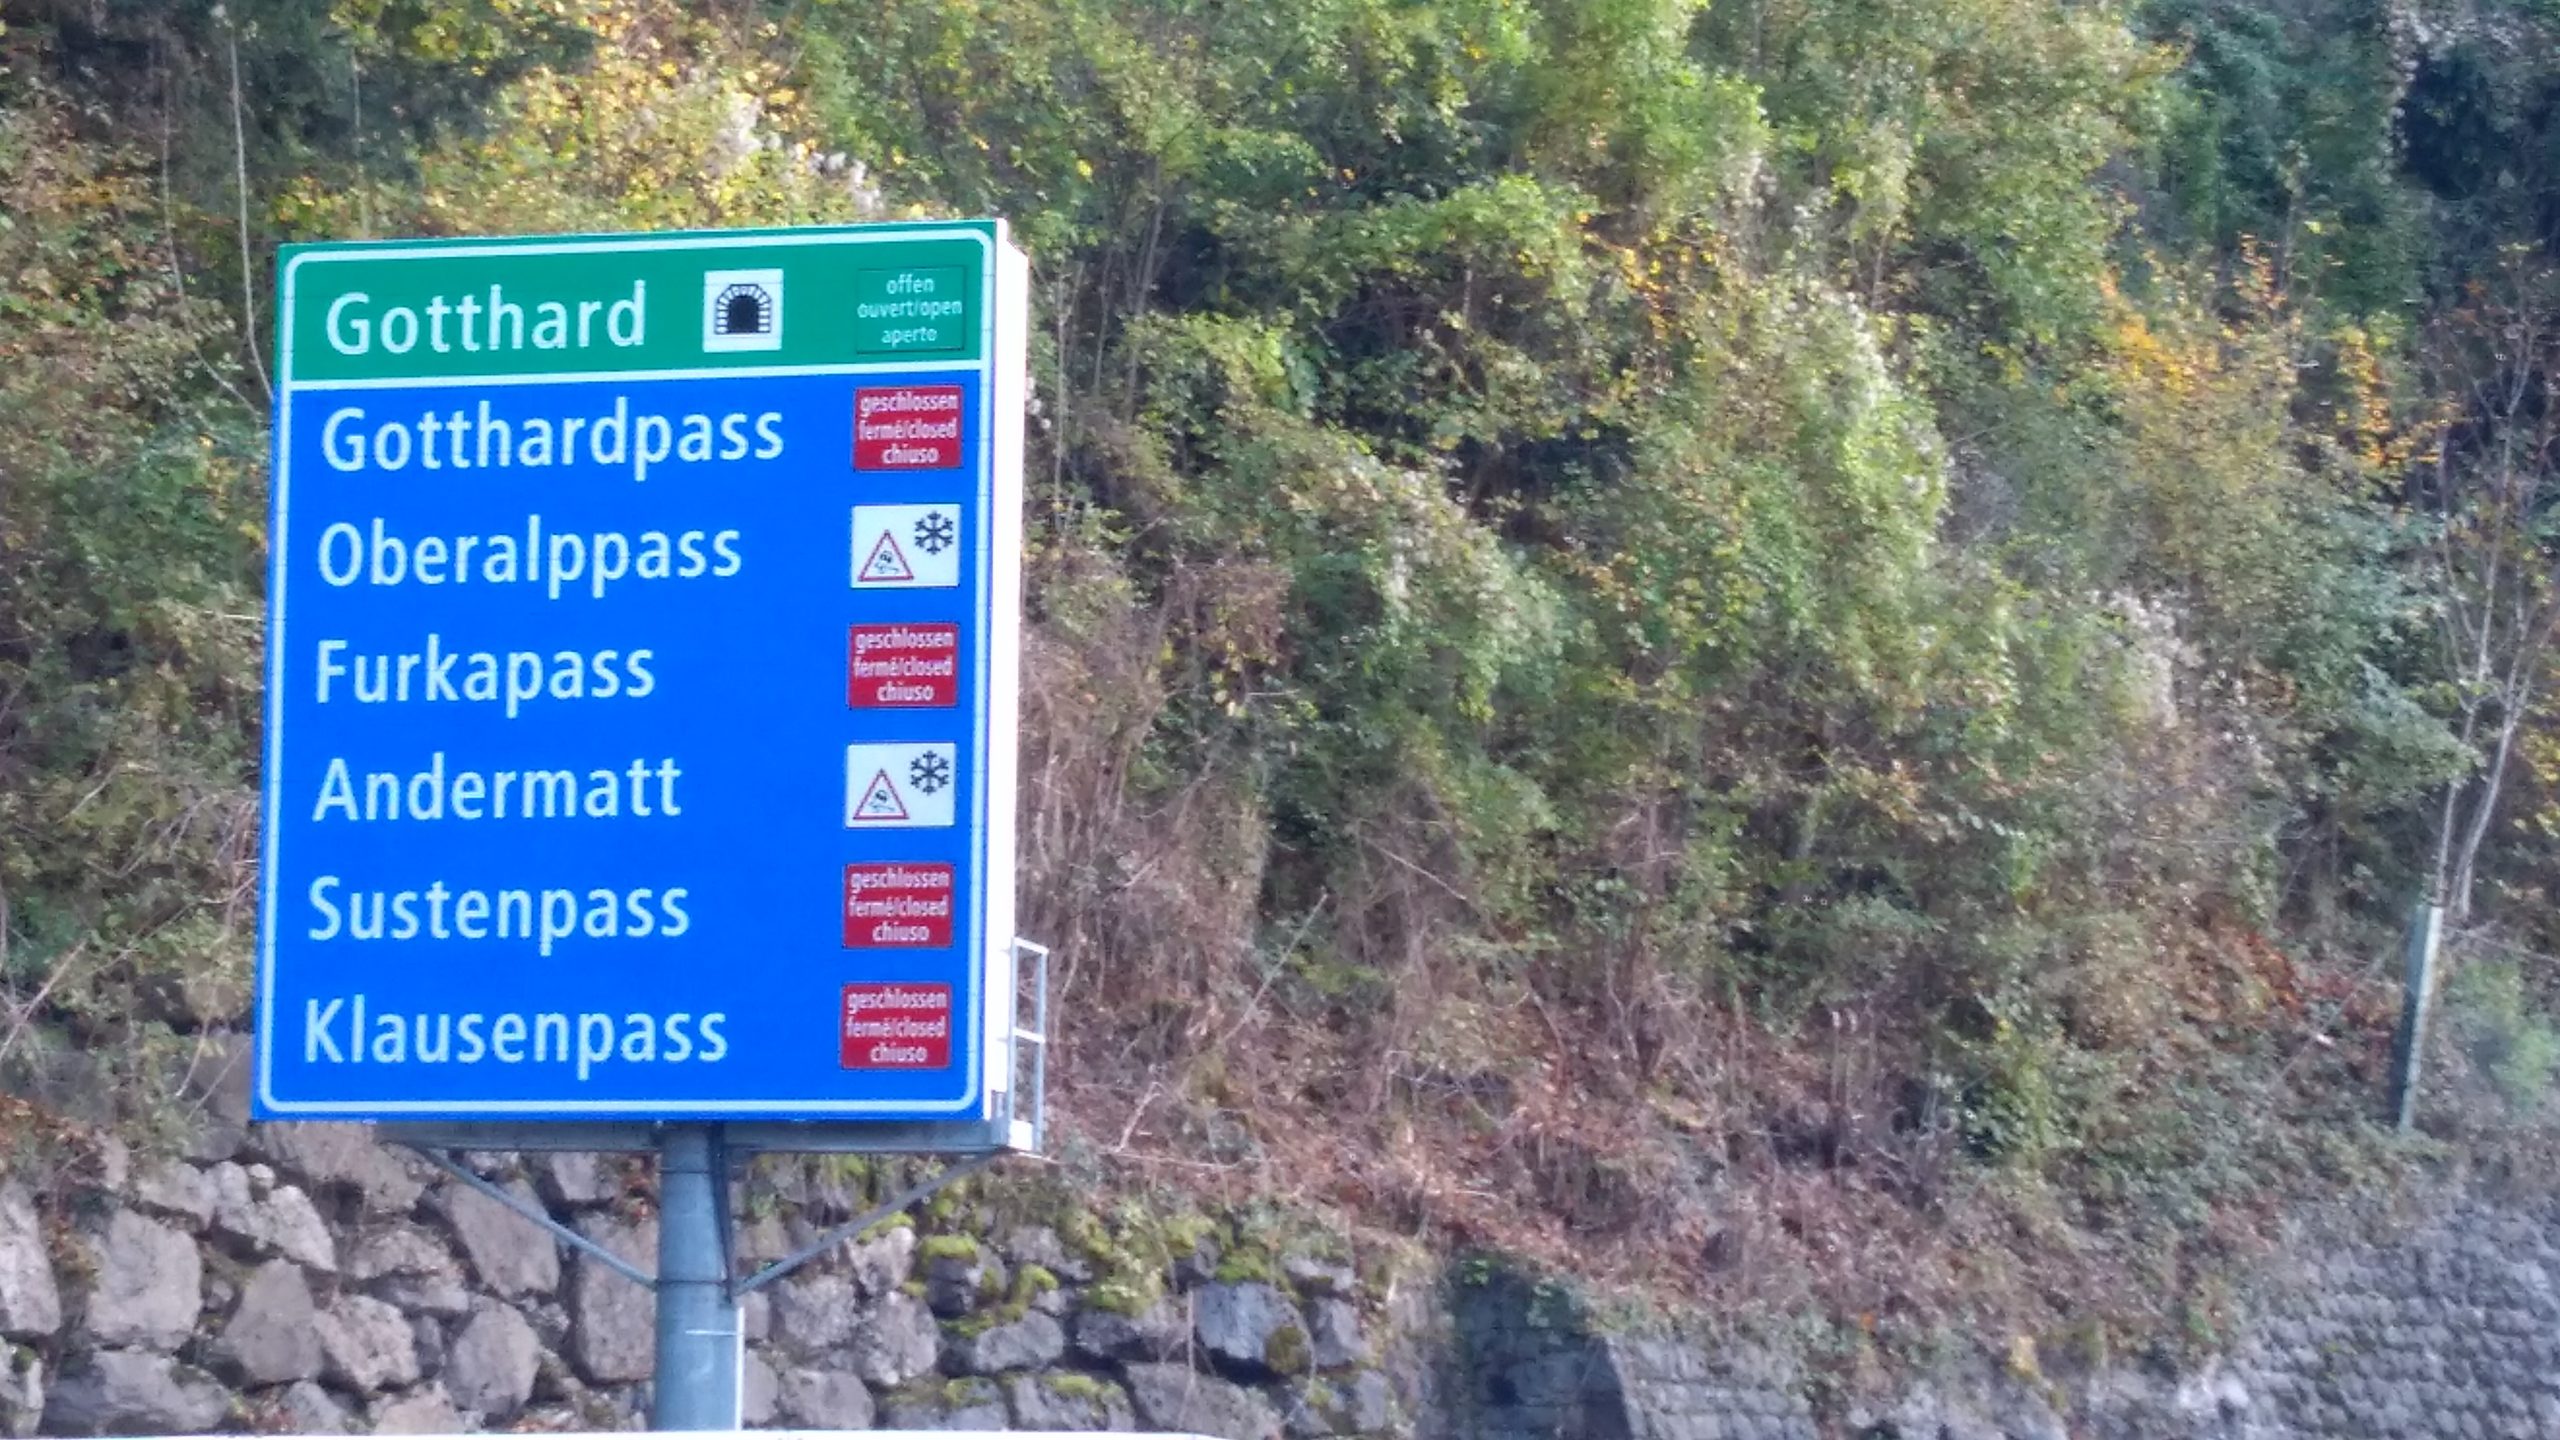 Gotthard
offen
ouvert/open
aperto
Gotthardpass
geschlossen
fermé/closed
chiuso
Oberalppass
Furkapass
geschlossen
fermé/closed
chiuso
Andermatt
Sustenpass
geschlossen
fermé/closed
chiuso
Klausenpass
geschlossen
fermé/closed
chiuso